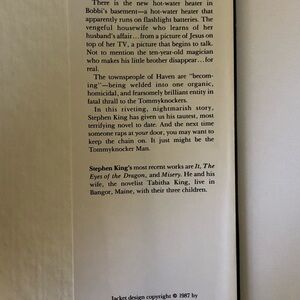 There is the new hot-water heater in
Bobbi's basement—a hot-water heater that
apparently runs on flashlight batteries. The
vengeful housewife who learns of her
husband's affair...from a picture of Jesus on
top of her TV, a picture that begins to talk.
Not to mention the ten-year-old magician
who makes his little brother disappear...for
real.
The townspeople of Haven are "becom-
ing"—being welded into one organic,
homicidal, and fearsomely brilliant entity in
fatal thrall to the Tommyknockers.
In this riveting, nightmarish story,
Stephen King has given us his tautest, most
terrifying novel to date. And the next time
someone raps at your door, you may want to
keep the chain on. It just might be the
Tommyknocker Man.
Stephen King's most recent works are It, The
Eyes of the Dragon, and Misery. He and his
wife, the novelist Tabitha King, live in
Bangor, Maine, with their three children.
Jacket design copyright © 1987 by